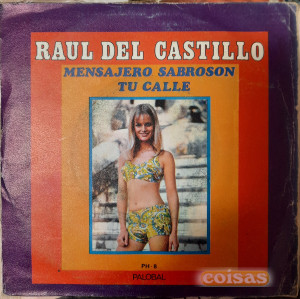 RAUL DEL CASTILLO
MENSAJERO SABROSON
TU CALLE
PH-8
PALOBAL
coisas